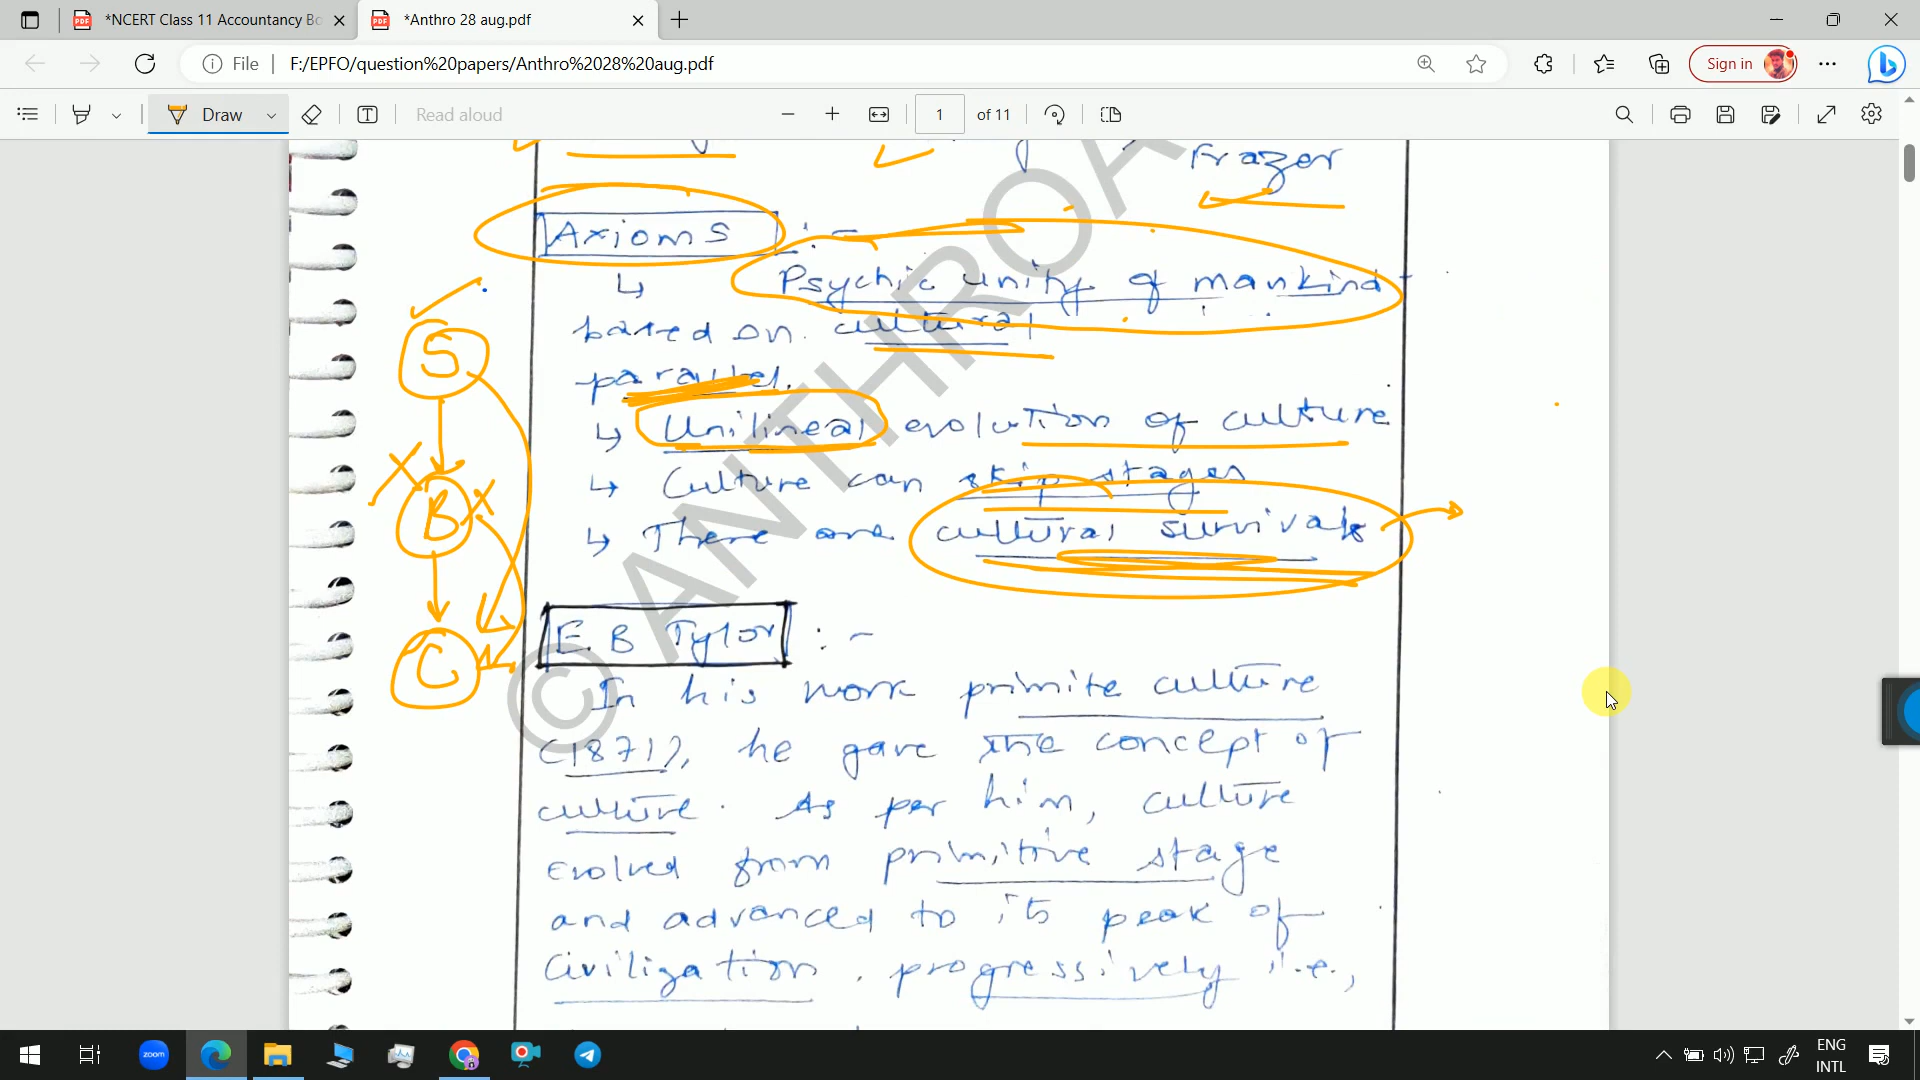 *NCERT Class 11 Accountancy Bo
*Anthro 28 aug.pdf
File
F:/EPFO/question%20papers/Anthro%2028%20aug.pdf
Sign in
Draw
Read aloud
1 of 11
Frazer
Axioms :-
↳ Psychic unity of mankind
based on cultural
parallel.
↳ Unilineal evolution of culture
↳ Culture can skip stages
↳ There are cultural survivals
S
B
C
E. B Tylor :-
In his work primite culture
(1871), he gave the concept of
culture. As per him, culture
evolved from primitive stage
and advanced to its peak of
Civilization. progressively i.e.,
© ANTHROA
zoom
ENG
INTL